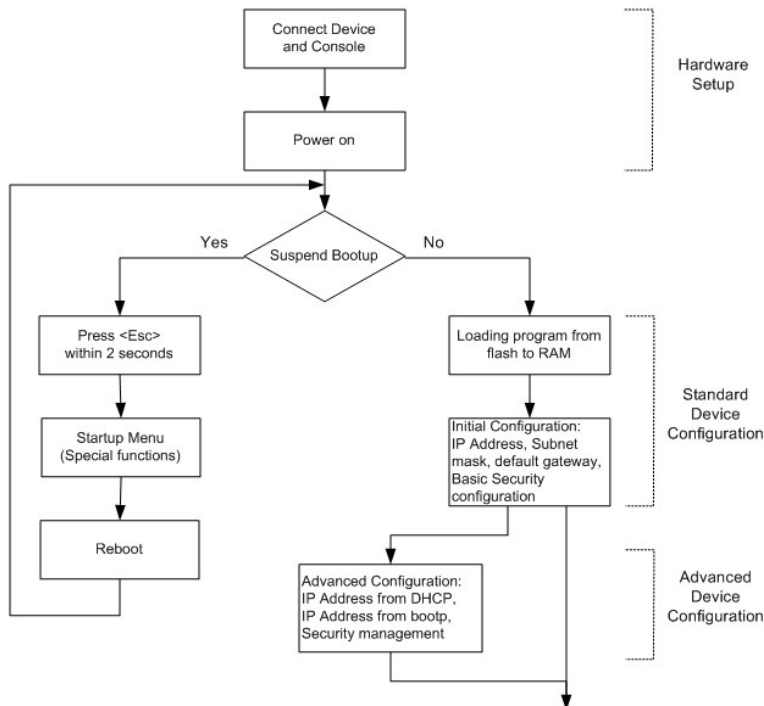 Connect Device
and Console
Hardware
Setup
Power on
Yes
No
Suspend Bootup
Press <Esc>
within 2 seconds
Loading program from
flash to RAM
Standard
Device
Configuration
Startup Menu
(Special functions)
Initial Configuration:
IP Address, Subnet
mask, default gateway,
Basic Security
configuration
Reboot
Advanced Configuration:
IP Address from DHCP,
IP Address from bootp,
Security management
Advanced
Device
Configuration